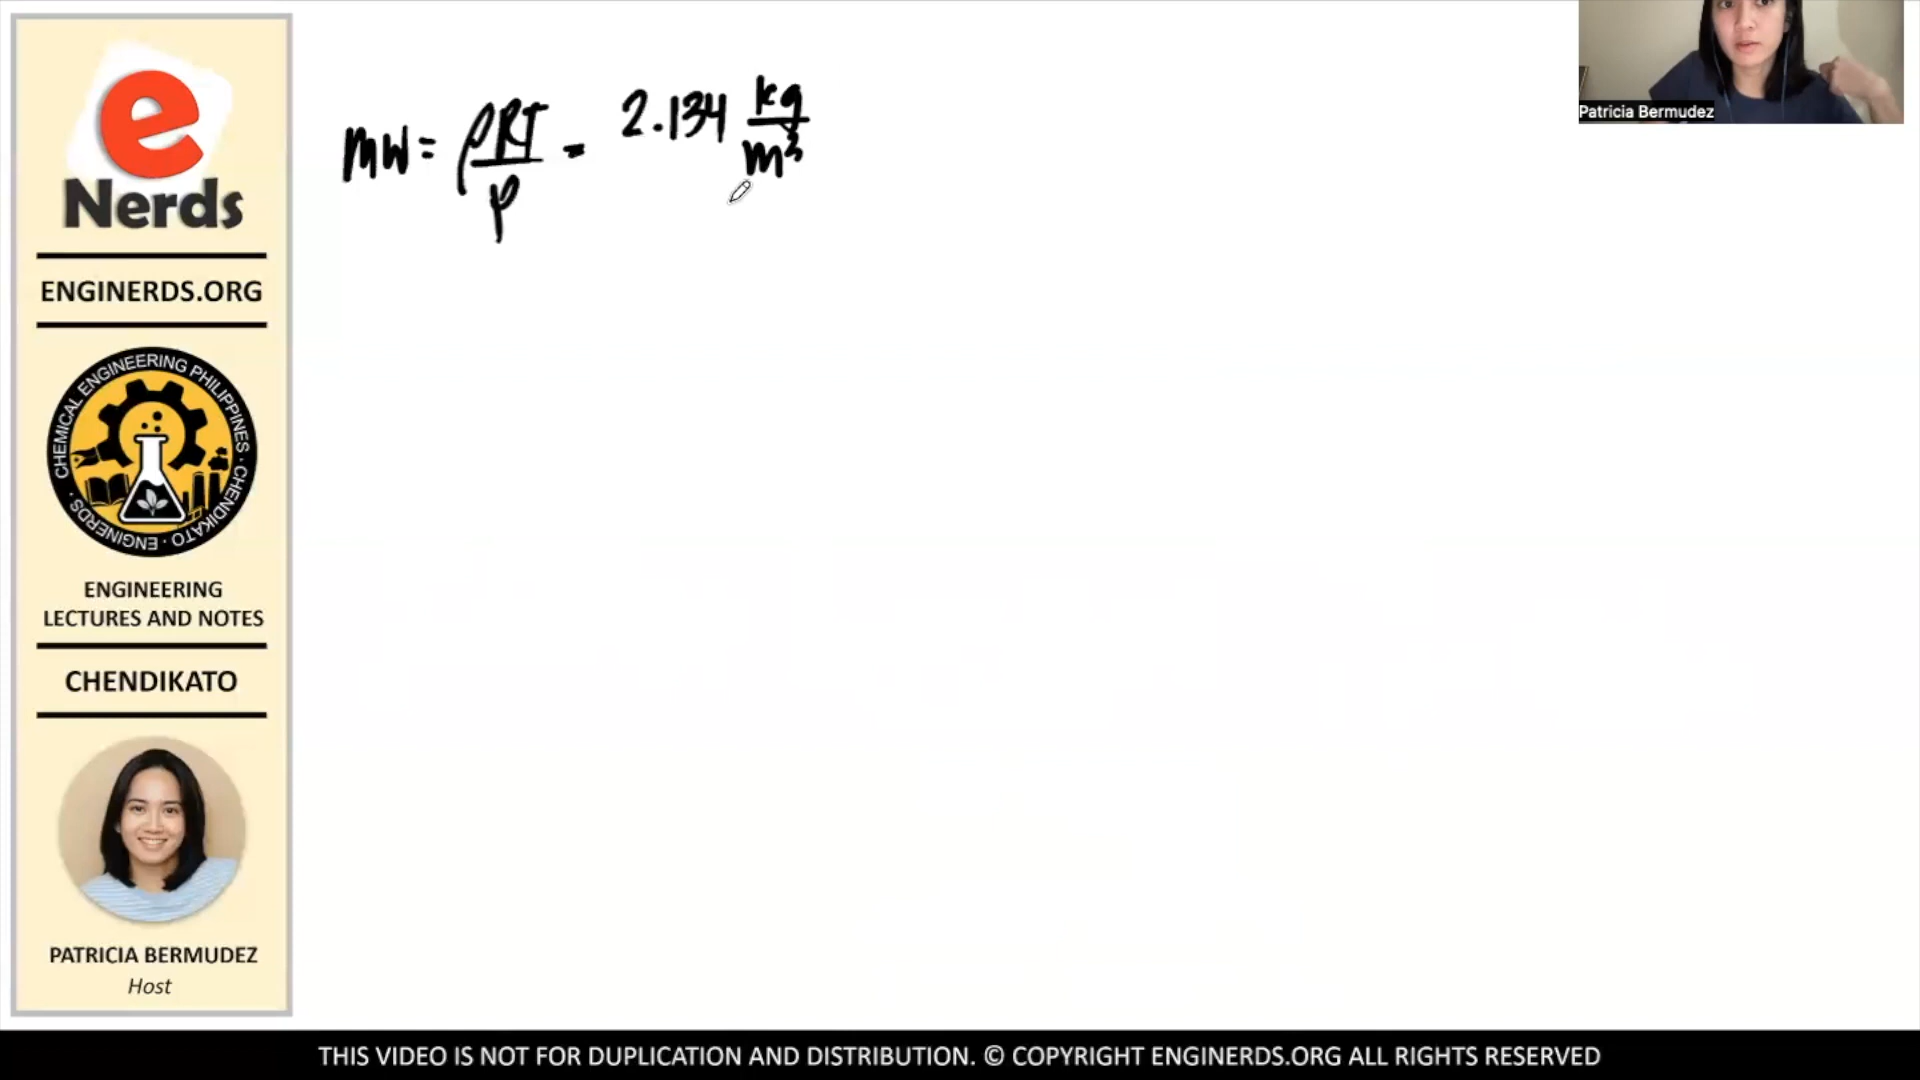 e
Nerds
ENGINERDS.ORG
CHEMICAL ENGINEERING PHILIPPINES · CHENDIKATO · ENGINERDS ·
ENGINEERING
LECTURES AND NOTES
CHENDIKATO
PATRICIA BERMUDEZ
Host
MW = ρRT/P = 2.134 kg/m³
Patricia Bermudez
THIS VIDEO IS NOT FOR DUPLICATION AND DISTRIBUTION. © COPYRIGHT ENGINERDS.ORG ALL RIGHTS RESERVED